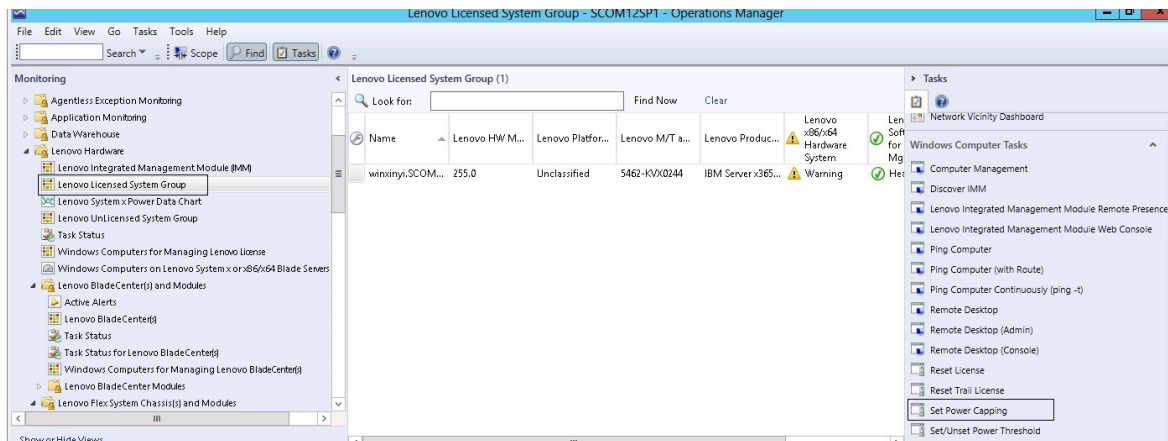 Lenovo Licensed System Group - SCOM12SP1 - Operations Manager
File Edit View Go Tasks Tools Help
Search Scope Find Tasks
Monitoring
Agentless Exception Monitoring
Application Monitoring
Data Warehouse
Lenovo Hardware
Lenovo Integrated Management Module (IMM)
Lenovo Licensed System Group
Lenovo System x Power Data Chart
Lenovo UnLicensed System Group
Task Status
Windows Computers for Managing Lenovo License
Windows Computers on Lenovo System x or x86/x64 Blade Servers
Lenovo BladeCenter(s) and Modules
Active Alerts
Lenovo BladeCenter(s)
Task Status
Task Status for Lenovo BladeCenter(s)
Windows Computers for Managing Lenovo BladeCenter(s)
Lenovo BladeCenter Modules
Lenovo Flex System Chassis(s) and Modules
Show or Hide Views
Lenovo Licensed System Group (1)
Look for: Find Now Clear
Name Lenovo HW M... Lenovo Platfor... Lenovo M/T a... Lenovo Produc...
Lenovo
x86/x64
Hardware
System
Len
Soft
for
Mg
winxinyi.SCOM... 255.0 Unclassified 5462-KVX0244 IBM Server x365... Warning Hea
Tasks
Network Vicinity Dashboard
Windows Computer Tasks
Computer Management
Discover IMM
Lenovo Integrated Management Module Remote Presence
Lenovo Integrated Management Module Web Console
Ping Computer
Ping Computer (with Route)
Ping Computer Continuously (ping -t)
Remote Desktop
Remote Desktop (Admin)
Remote Desktop (Console)
Reset License
Reset Trail License
Set Power Capping
Set/Unset Power Threshold